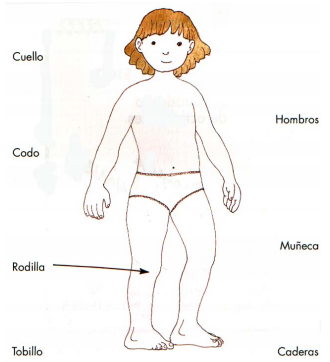 Cuello
Hombros
Codo
Muñeca
Rodilla
Tobillo
Caderas